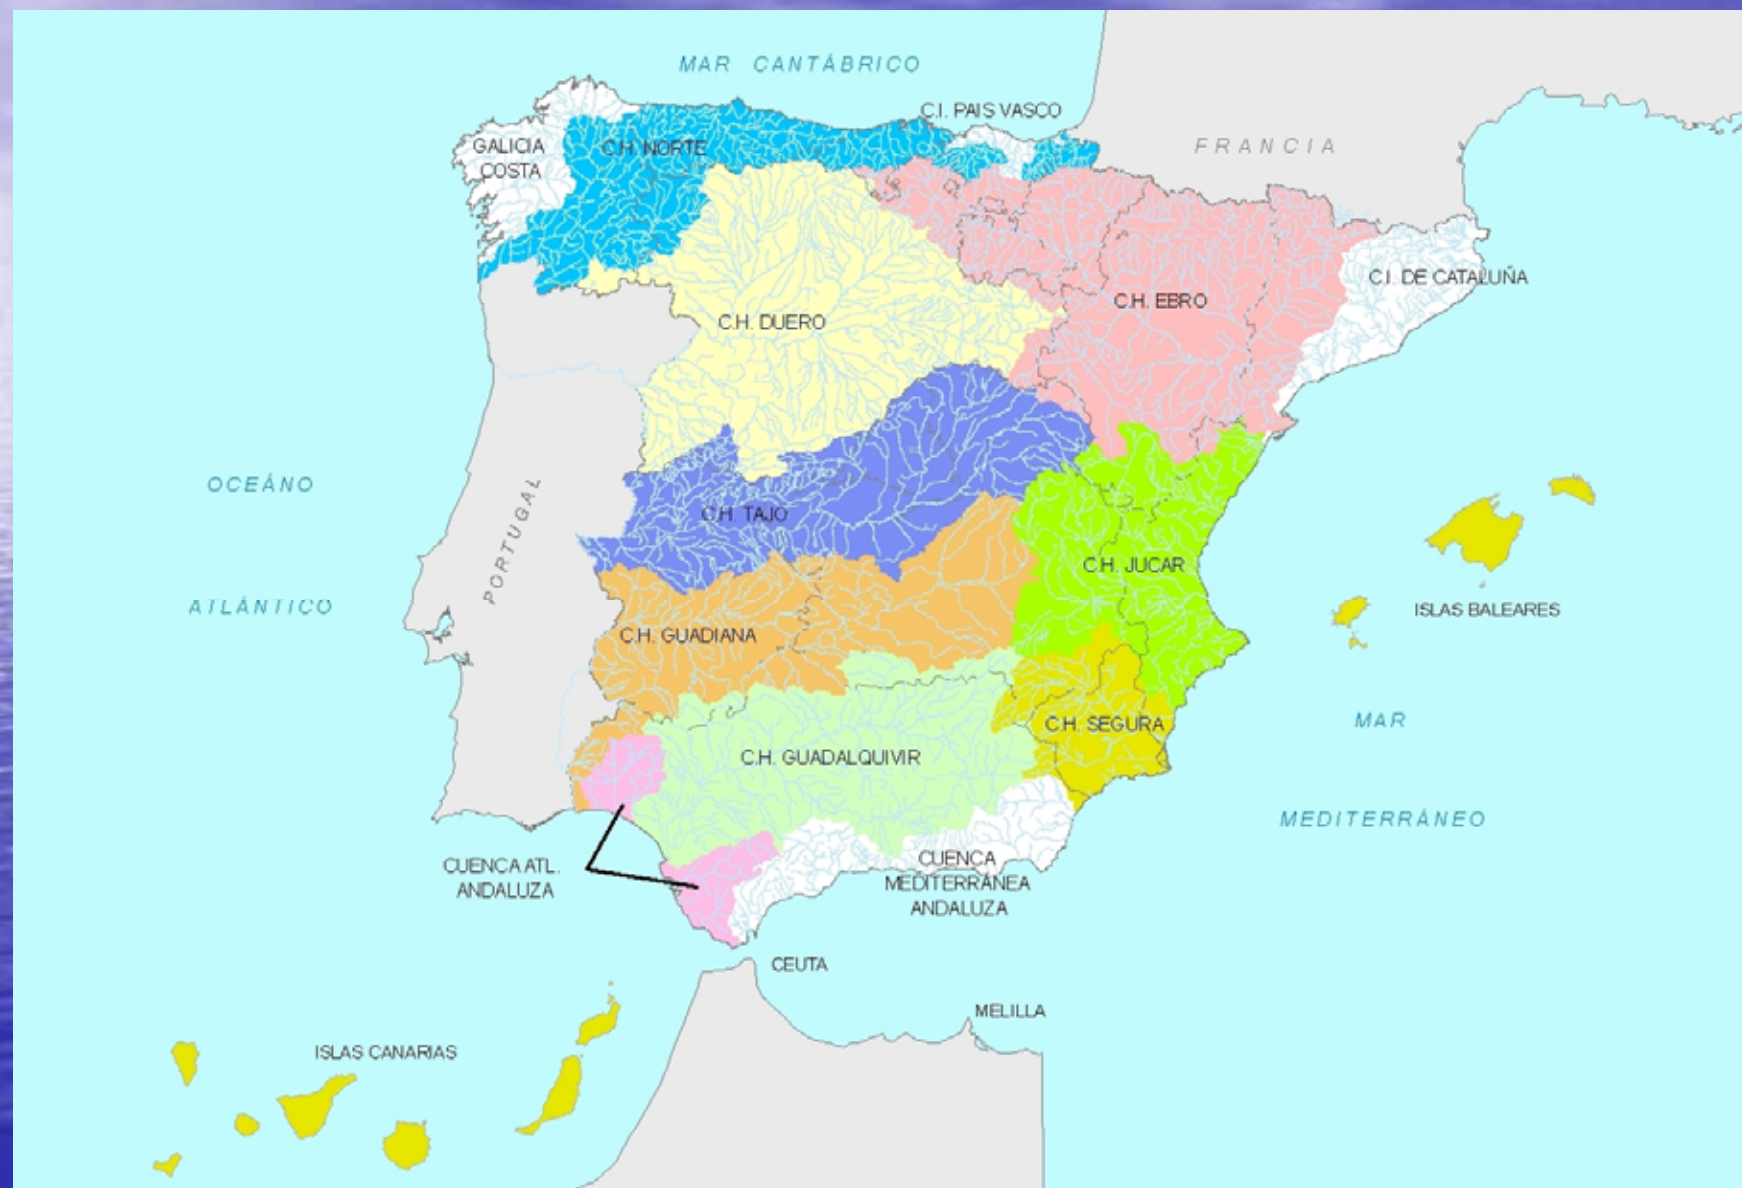 MAR CANTÁBRICO
C.I. PAIS VASCO
GALICIA
COSTA
C.H. NORTE
FRANCIA
C.I. DE CATALUÑA
C.H. EBRO
C.H. DUERO
OCEÁNO
C.H. TAJO
PORTUGAL
C.H. JUCAR
ATLÁNTICO
ISLAS BALEARES
C.H. GUADIANA
MAR
C.H. SEGURA
C.H. GUADALQUIVIR
MEDITERRÁNEO
CUENCA ATL.
ANDALUZA
CUENCA
MEDITERRÁNEA
ANDALUZA
CEUTA
MELILLA
ISLAS CANARIAS